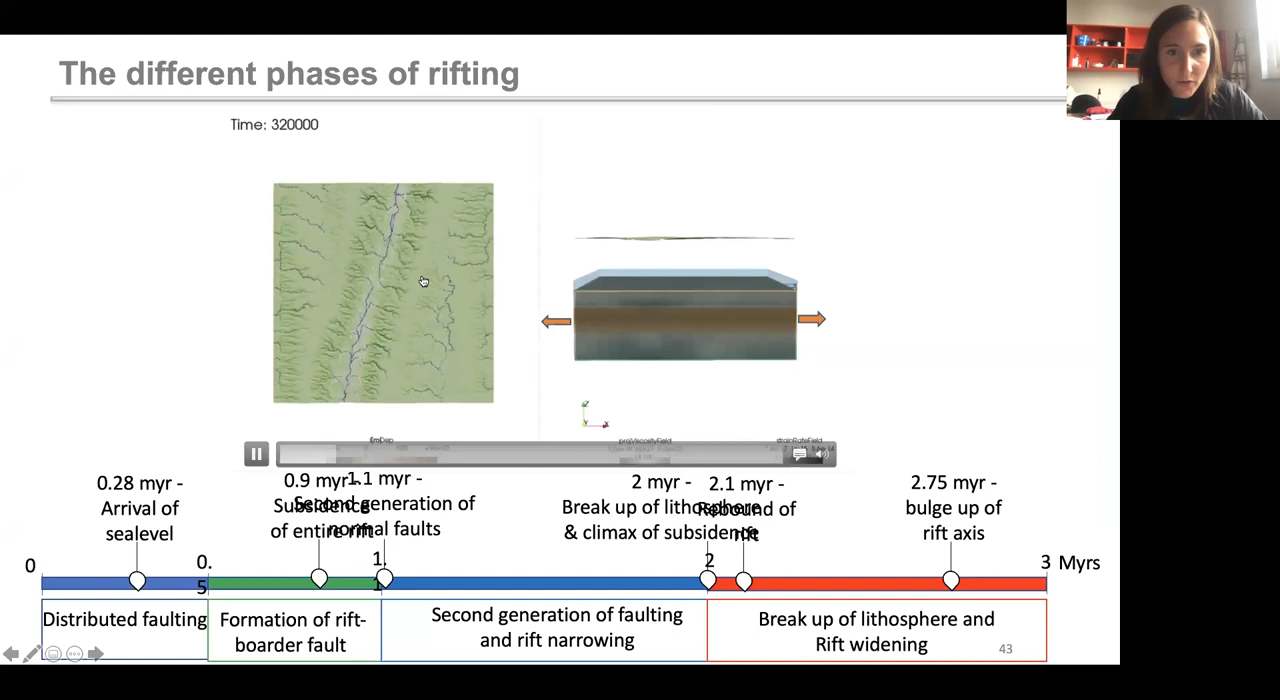 The different phases of rifting
Time: 320000
EroDep
projViscosityField
strainRateField
0.28 myr -
Arrival of
sealevel
0.9 myr -
Subsidence
of entire rift
1.1 myr -
Second generation of
normal faults
2 myr -
Break up of lithosphere
& climax of subsidence
2.1 myr -
Rebound of
rift
2.75 myr -
bulge up of
rift axis
0
0.
5
1.
1
2
3 Myrs
Distributed faulting
Formation of rift-
boarder fault
Second generation of faulting
and rift narrowing
Break up of lithosphere and
Rift widening
43